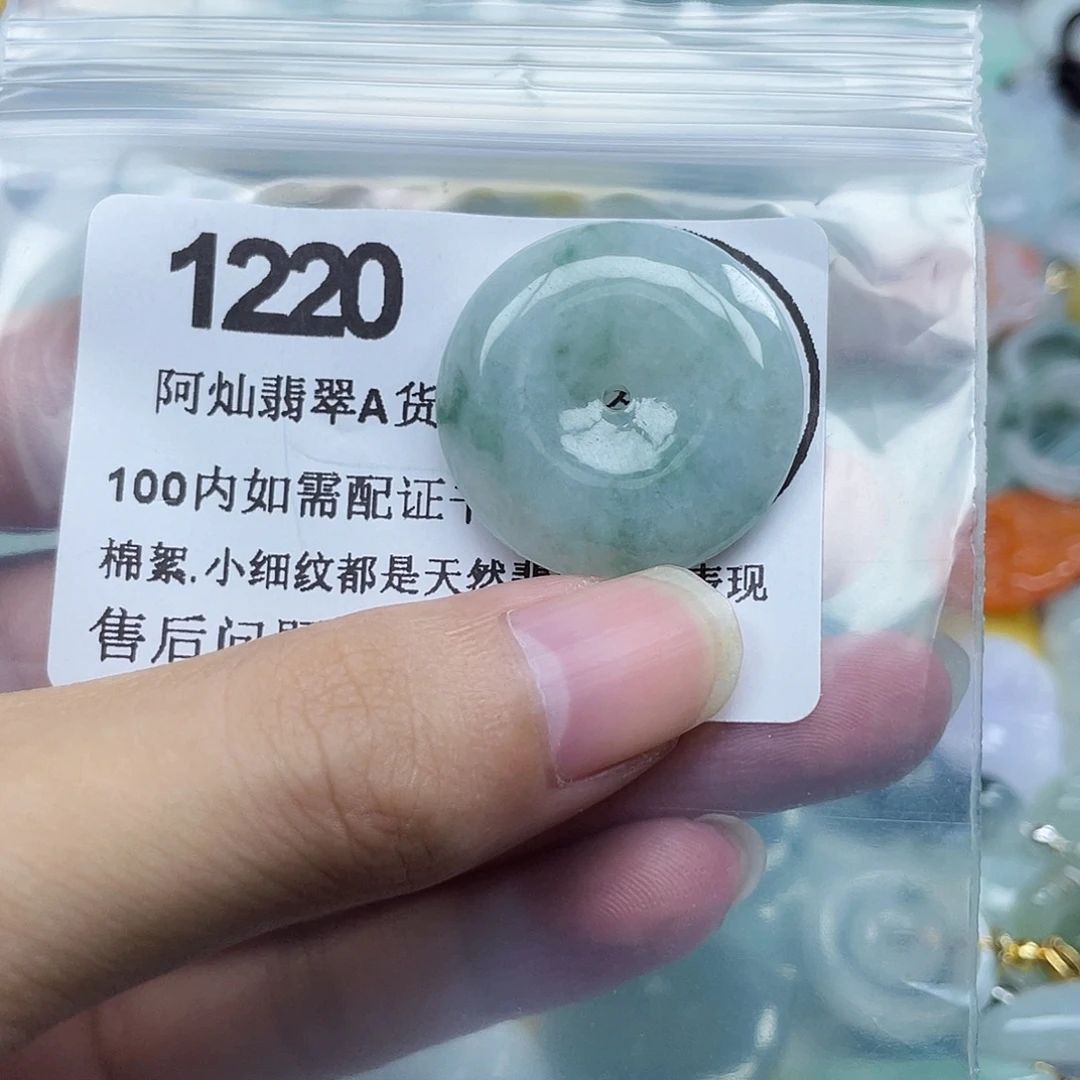 1220
阿灿翡翠A货
100内如需配证
棉絮.小细纹都是天然 表现
售后问